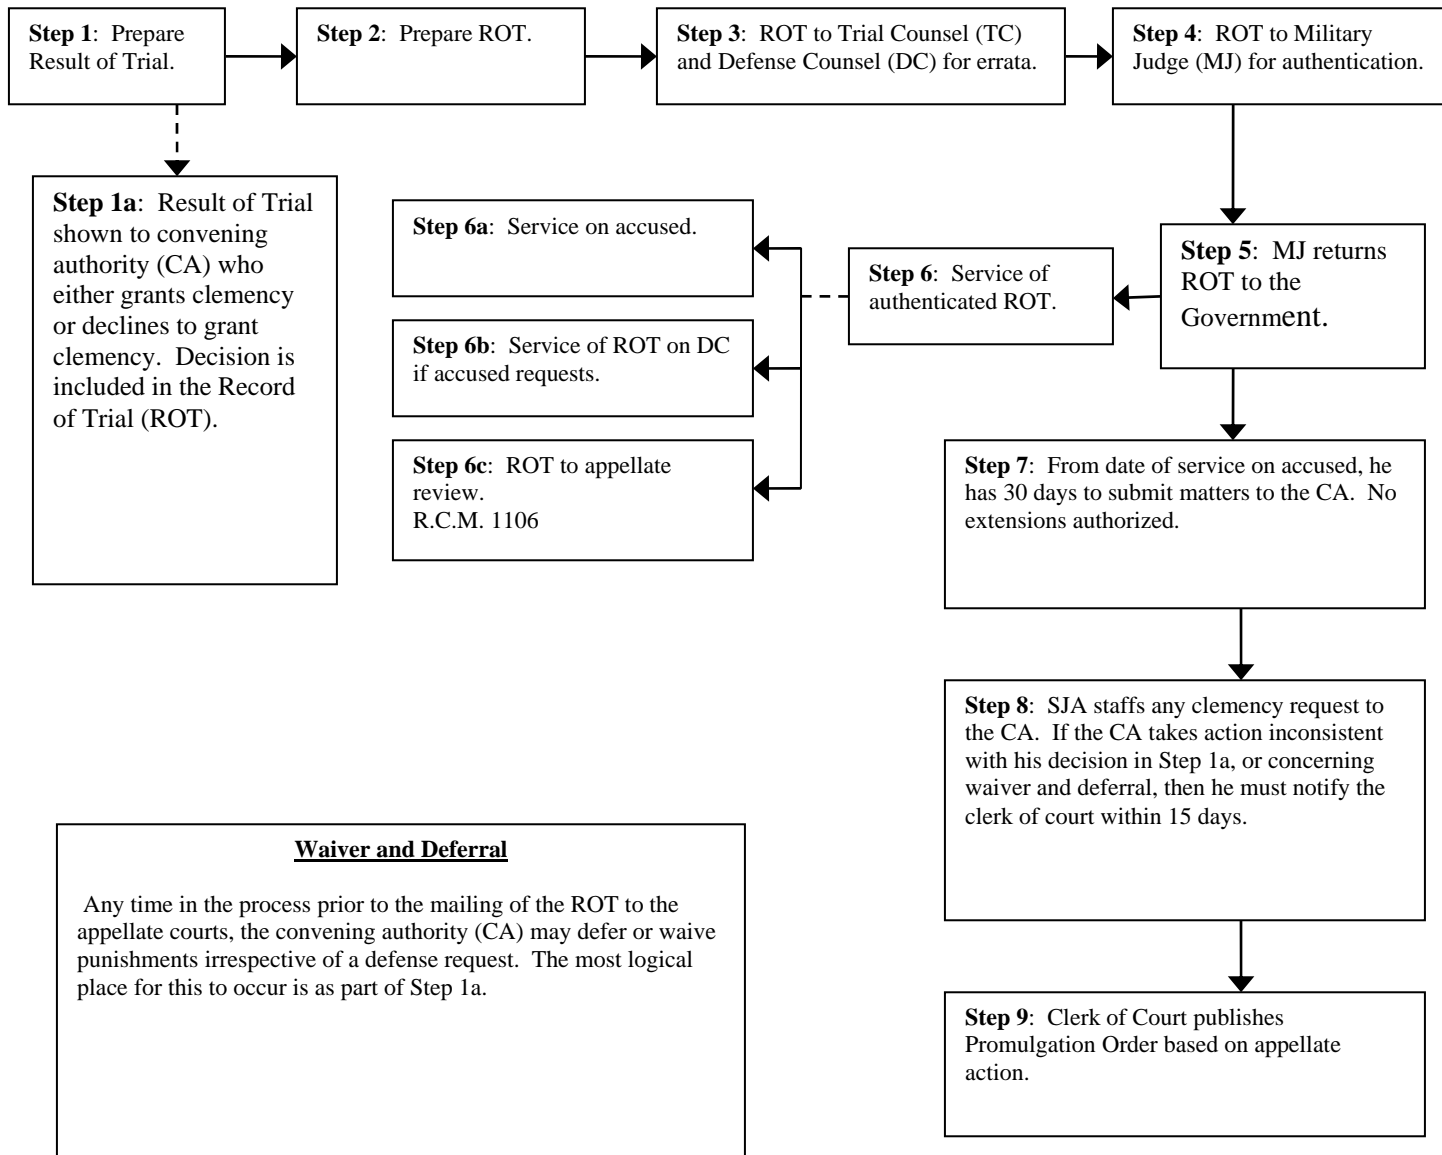 Step 1:  Prepare
Result of Trial.
Step 2:  Prepare ROT.
Step 3:  ROT to Trial Counsel (TC)
and Defense Counsel (DC) for errata.
Step 4:  ROT to Military
Judge (MJ) for authentication.
Step 1a:  Result of Trial
shown to convening
authority (CA) who
either grants clemency
or declines to grant
clemency.  Decision is
included in the Record
of Trial (ROT).
Step 5:  MJ returns
ROT to the
Government.
Step 6:  Service of
authenticated ROT.
Step 6a:  Service on accused.
Step 6b:  Service of ROT on DC
if accused requests.
Step 6c:  ROT to appellate
review.
R.C.M. 1106
Step 7:  From date of service on accused, he
has 30 days to submit matters to the CA.  No
extensions authorized.
Step 8:  SJA staffs any clemency request to
the CA.  If the CA takes action inconsistent
with his decision in Step 1a, or concerning
waiver and deferral, then he must notify the
clerk of court within 15 days.
Step 9:  Clerk of Court publishes
Promulgation Order based on appellate
action.
Waiver and Deferral
Any time in the process prior to the mailing of the ROT to the
appellate courts, the convening authority (CA) may defer or waive
punishments irrespective of a defense request.  The most logical
place for this to occur is as part of Step 1a.